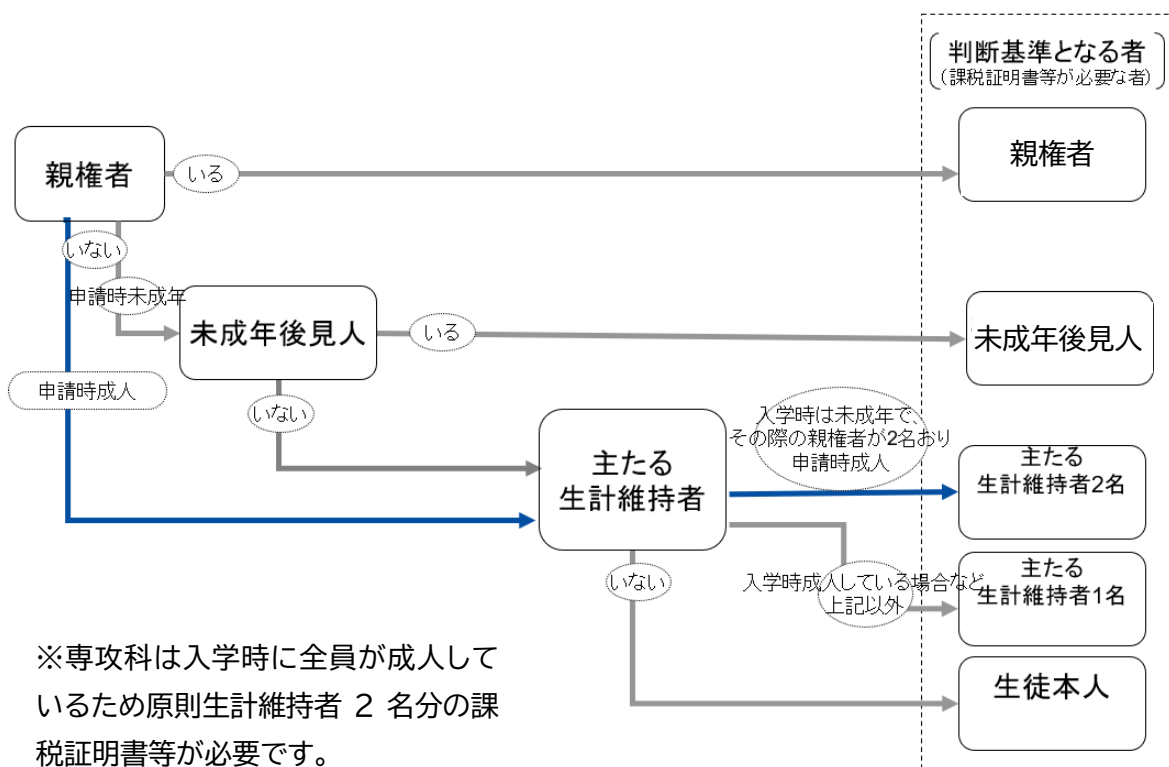 判断基準となる者
(課税証明書等が必要な者)
親権者
いる
親権者
いない
申請時未成年
未成年後見人
いる
未成年後見人
申請時成人
いない
入学時は未成年で、
その際の親権者が2名おり
申請時成人
主たる
生計維持者
主たる
生計維持者2名
いない
入学時成人している場合など
上記以外
主たる
生計維持者1名
生徒本人
※専攻科は入学時に全員が成人して
いるため原則生計維持者 2 名分の課
税証明書等が必要です。